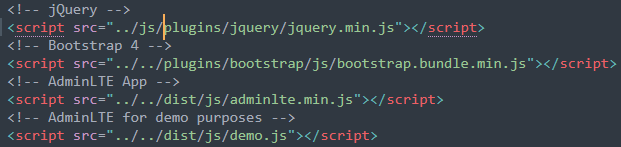 <!-- jQuery -->
<script src="../js/plugins/jquery/jquery.min.js"></script>
<!-- Bootstrap 4 -->
<script src="../../plugins/bootstrap/js/bootstrap.bundle.min.js"></script>
<!-- AdminLTE App -->
<script src="../../dist/js/adminlte.min.js"></script>
<!-- AdminLTE for demo purposes -->
<script src="../../dist/js/demo.js"></script>